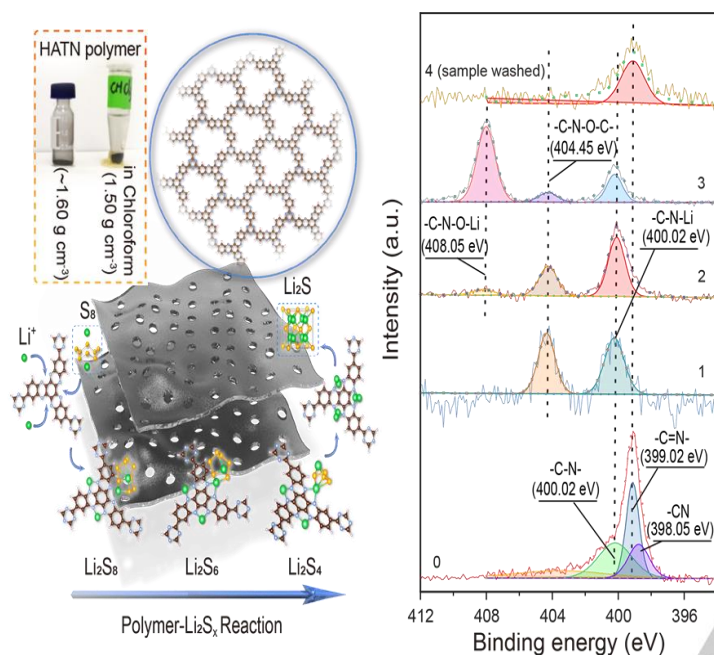 HATN polymer
CHCl
(~1.60 g cm⁻³)
in Chloroform
(1.50 g cm⁻³)
Li⁺
S₈
Li₂S
Li₂S₈
Li₂S₆
Li₂S₄
Polymer-Li₂Sₓ Reaction
Intensity (a.u.)
4 (sample washed)
-C-N-O-C-
(404.45 eV)
3
-C-N-O-Li
(408.05 eV)
-C-N-Li
(400.02 eV)
2
1
-C=N-
(399.02 eV)
-C-N-
(400.02 eV)
-CN
(398.05 eV)
0
412 408 404 400 396
Binding energy (eV)